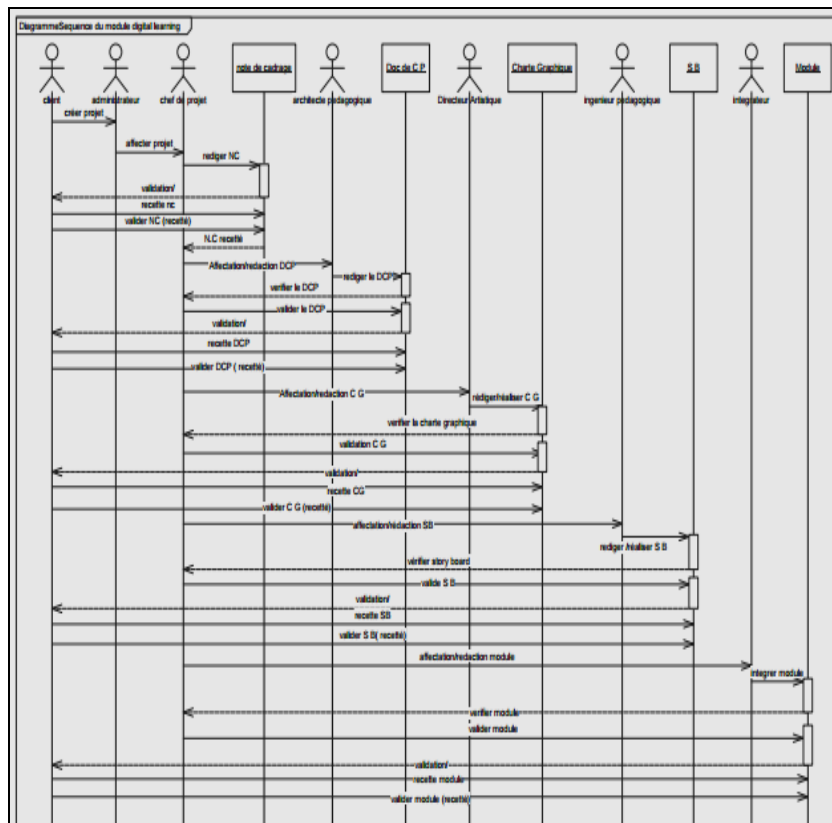 DiagrammeSequence du module digital learning
note de cadrage
Doc de C.P
Charte Graphique
S B
Module
client
administrateur
chef de projet
architecte pedagogique
Directeur Artistique
ingenieur pedagogique
integrateur
créer projet
affecter projet
rediger NC
validation/
recette nc
valider NC (recetté)
N.C recetté
Affectation/redaction DCP
rediger le DCP
verifier le DCP
valider le DCP
validation/
recette DCP
valider DCP ( recetté)
Affectation/redaction C G
rédiger/réaliser C G
verifier la charte graphique
validation C G
validation/
recette CG
valider C G (recetté)
affectation/rédaction SB
rediger /réaliser S B
vérifier story board
valide S B
validation/
recette SB
valider S B( recetté)
affectation/redaction module
integrer module
verifier module
valider module
validation/
recette module
valider module (recetté)